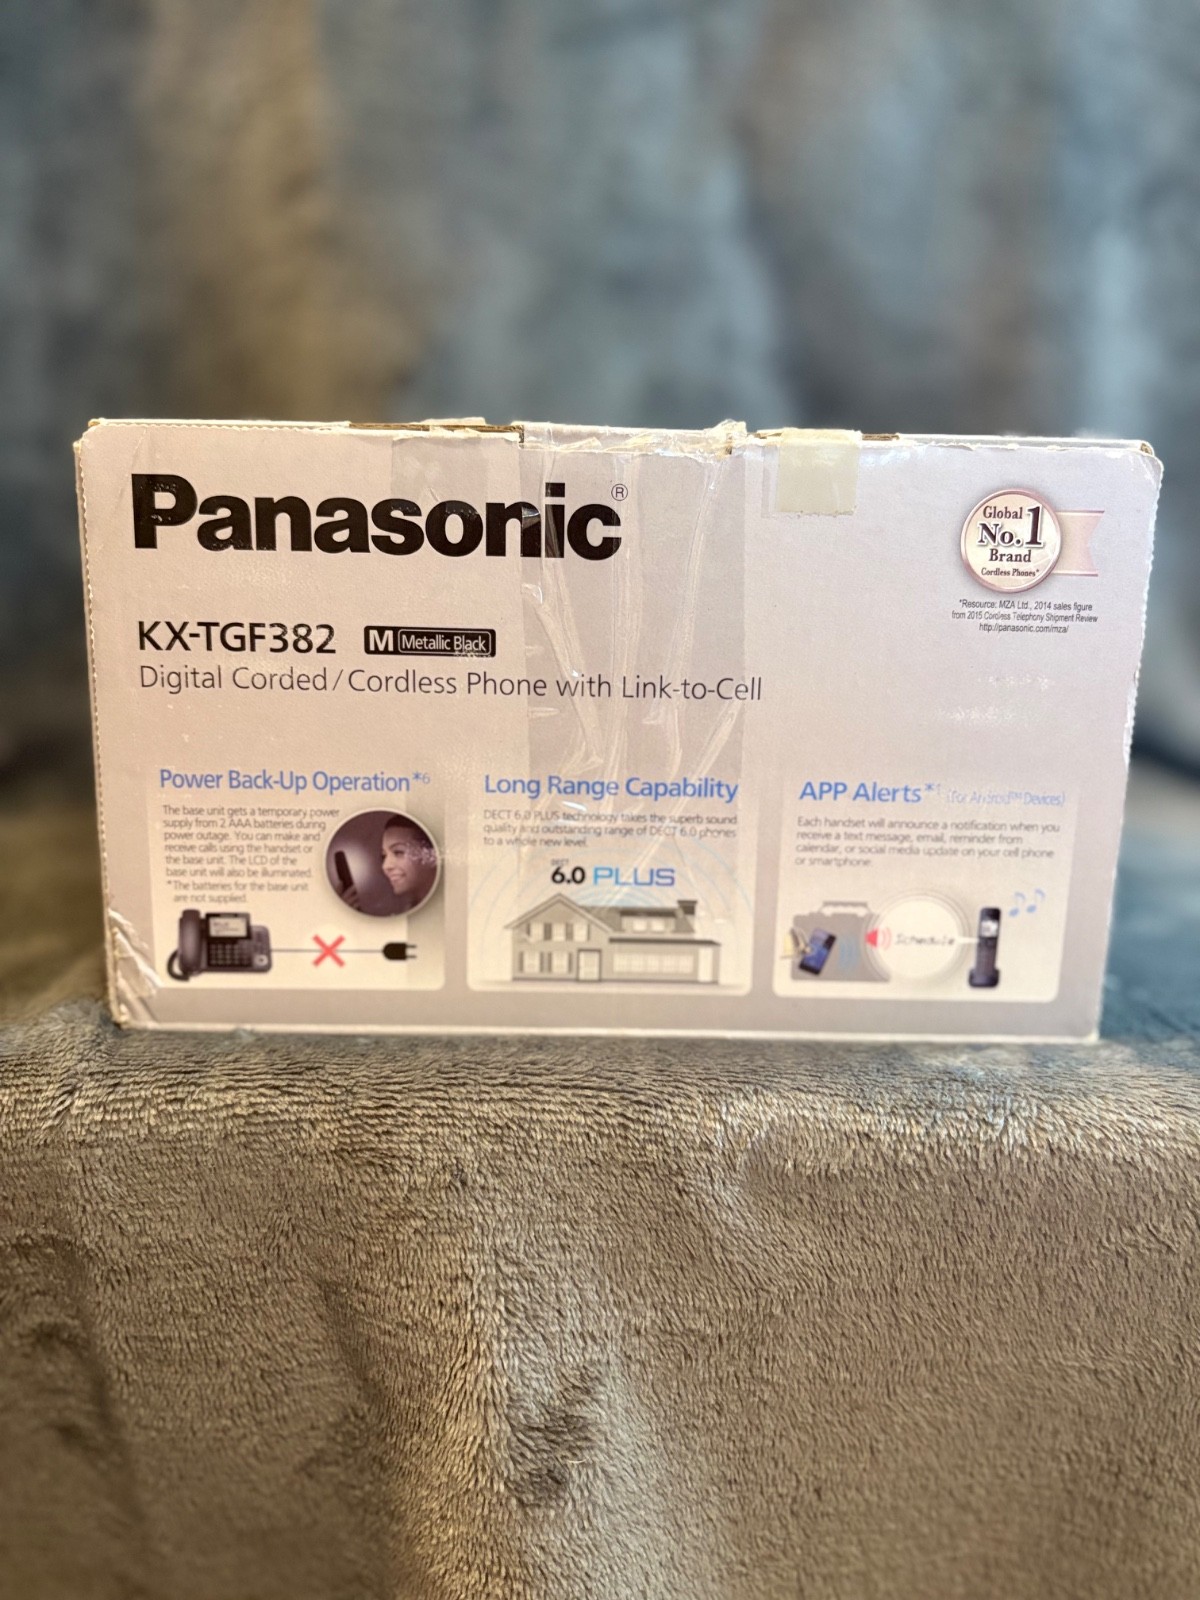 Panasonic®
Global
No.1
Brand
Cordless Phones*
*Resource: MZA Ltd., 2014 sales figure
from 2015 Cordless Telephony Shipment Review
http://panasonic.com/mza/
KX-TGF382 M Metallic Black
Digital Corded/Cordless Phone with Link-to-Cell
Power Back-Up Operation*6
The base unit gets a temporary power
supply from 2 AAA batteries during
power outage. You can make and
receive calls using the handset or
the base unit. The LCD of the
base unit will also be illuminated.
*The batteries for the base unit
are not supplied.
Long Range Capability
DECT 6.0 PLUS technology takes the superb sound
quality and outstanding range of DECT 6.0 phones
to a whole new level.
DECT
6.0 PLUS
APP Alerts* (for Android™ Devices)
Each handset will announce a notification when you
receive a text message, email, reminder from
calendar, or social media update on your cell phone
or smartphone.
Schedule